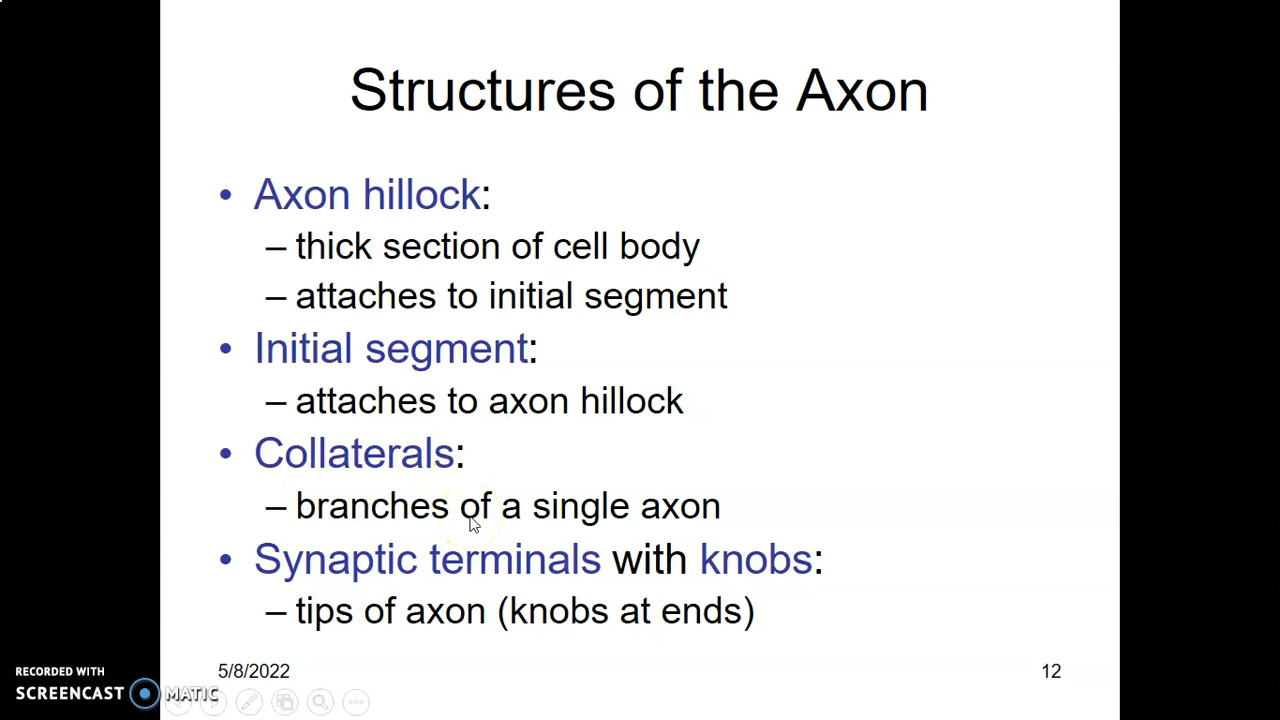 Structures of the Axon
• Axon hillock:
– thick section of cell body
– attaches to initial segment
• Initial segment:
– attaches to axon hillock
• Collaterals:
– branches of a single axon
• Synaptic terminals with knobs:
– tips of axon (knobs at ends)
5/8/2022
12
RECORDED WITH
SCREENCAST MATIC